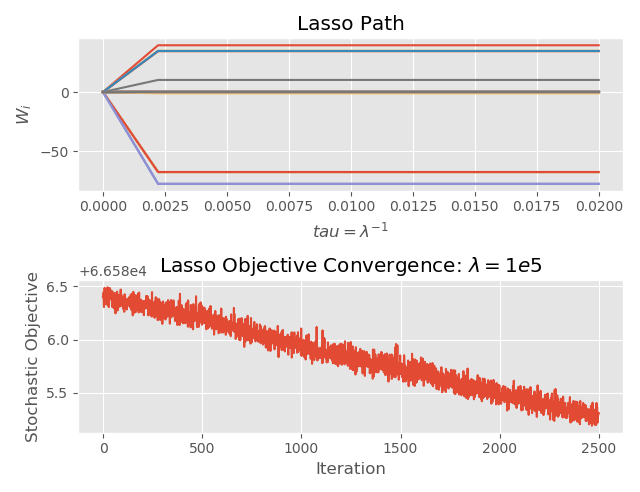 Lasso Path
0
−50
W_i
0.0000 0.0025 0.0050 0.0075 0.0100 0.0125 0.0150 0.0175 0.0200
tau = λ⁻¹
+6.658e4
Lasso Objective Convergence: λ = 1e5
6.5
6.0
5.5
Stochastic Objective
0 500 1000 1500 2000 2500
Iteration